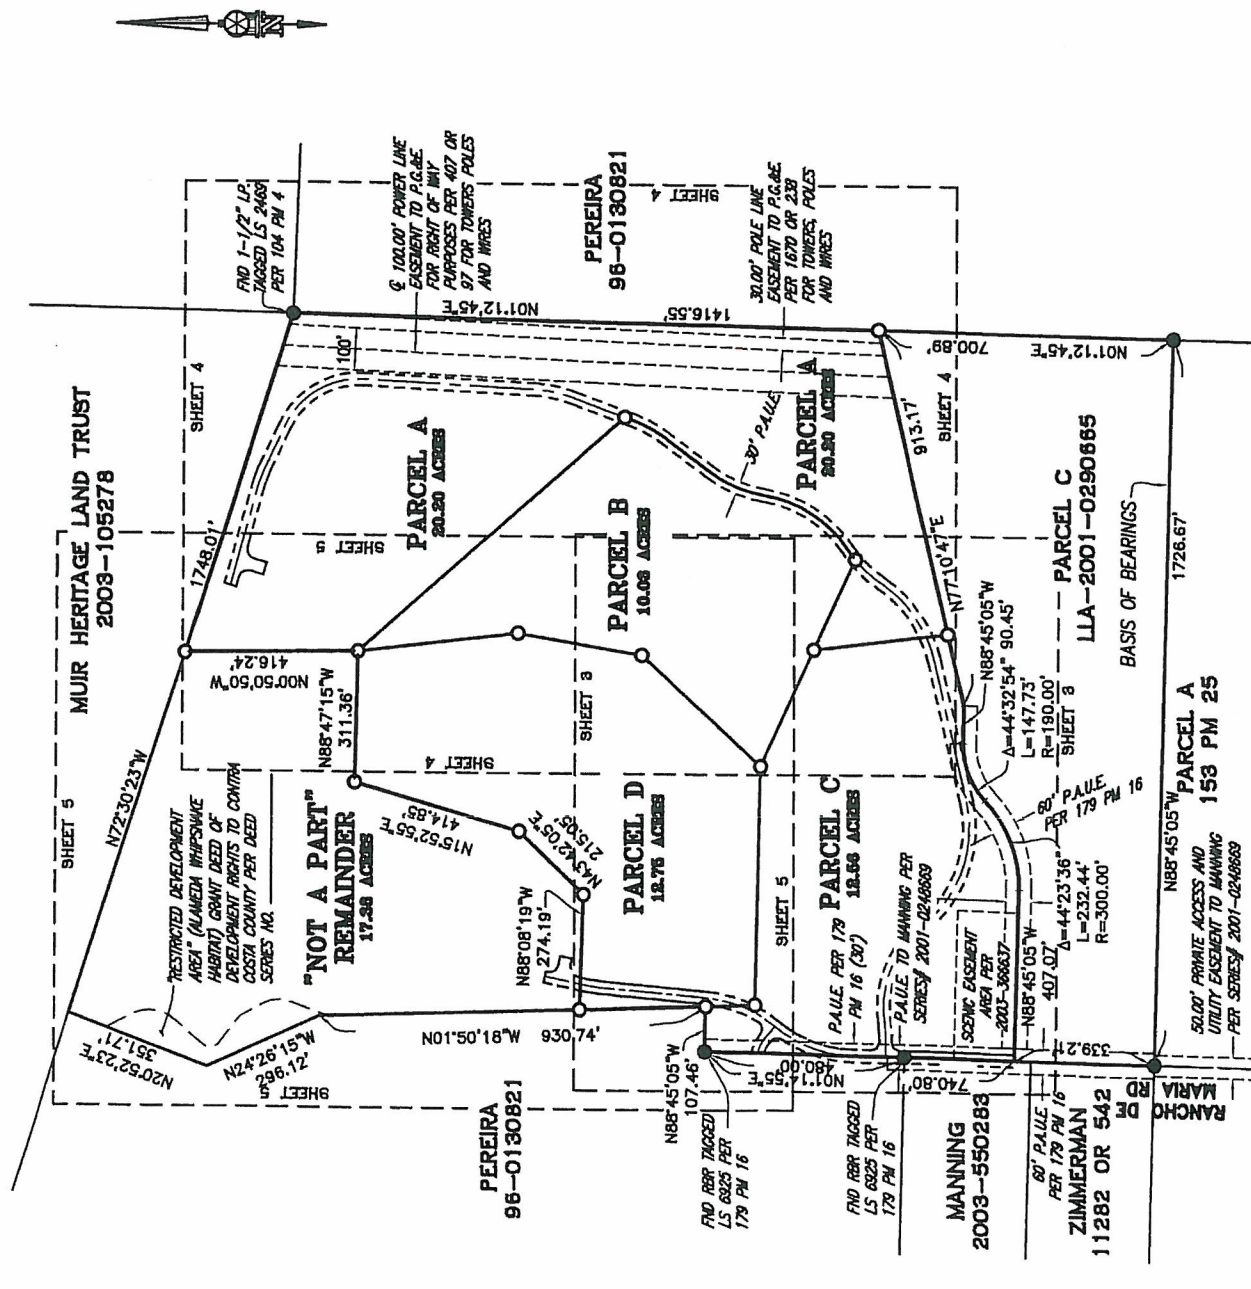 N
FND 1-1/2" I.P.
TAGGED LS 2469
PER 104 PM 4
℄ 100.00' POWER LINE
EASEMENT TO P.G.&E.
FOR RIGHT OF WAY
PURPOSES PER 407 OR
97 FOR TOWERS POLES
AND WIRES
PEREIRA
96-0130821
SHEET 4
30.00' POLE LINE
EASEMENT TO P.G.&E.
PER 1670 OR 238
FOR TOWERS, POLES
AND WIRES
N01°12'45"E
1416.55'
700.89'
N01°12'45"E
MUIR HERITAGE LAND TRUST
2003-105278
SHEET 4
100'
1748.01'
PARCEL A
20.20 ACRES
SHEET 5
30' P.A.U.E.
PARCEL A
20.20 ACRES
913.17'
SHEET 4
N77°10'47"E
PARCEL B
10.03 ACRES
PARCEL C
LLA-2001-0290665
BASIS OF BEARINGS
1726.67'
416.24'
N00°50'50"W
N88°47'15"W
311.36'
SHEET 3
N88°45'05"W
90.45'
Δ=44°32'54"
L=147.73'
R=190.00'
SHEET 3
PARCEL A
153 PM 25
SHEET 5
N72°30'23"W
SHEET 4
"RESTRICTED DEVELOPMENT
AREA" (ALAMEDA WHIPSNAKE
HABITAT) GRANT DEED OF
DEVELOPMENT RIGHTS TO CONTRA
COSTA COUNTY PER DEED
SERIES NO.
"NOT A PART"
REMAINDER
17.36 ACRES
N15°52'55"E
414.85'
N43°42'05"E
215.05'
N88°08'19"W
274.19'
PARCEL D
12.75 ACRES
SHEET 5
PARCEL C
12.56 ACRES
60' P.A.U.E.
PER 179 PM 16
Δ=44°23'36"
L=232.44'
R=300.00'
N88°45'05"W
50.00' PRIVATE ACCESS AND
UTILITY EASEMENT TO MANNING
PER SERIES# 2001-0248669
P.A.U.E. PER 179
PM 16 (30')
P.A.U.E. TO MANNING PER
SERIES# 2001-0248669
SCENIC EASEMENT
AREA PER
2003-366637
N88°45'05"W
407.07'
N20°52'23"E
351.71'
N24°26'15"W
296.12'
SHEET 5
N01°50'18"W 930.74'
N88°45'05"W
107.46'
N01°14'55"E
480.00'
740.80'
339.21'
RANCHO DE
MARIA RD
PEREIRA
96-0130821
FND RBR TAGGED
LS 6925 PER
179 PM 16
FND RBR TAGGED
LS 6925 PER
179 PM 16
MANNING
2003-550283
60' P.A.U.E.
PER 179 PM 16
ZIMMERMAN
11282 OR 542